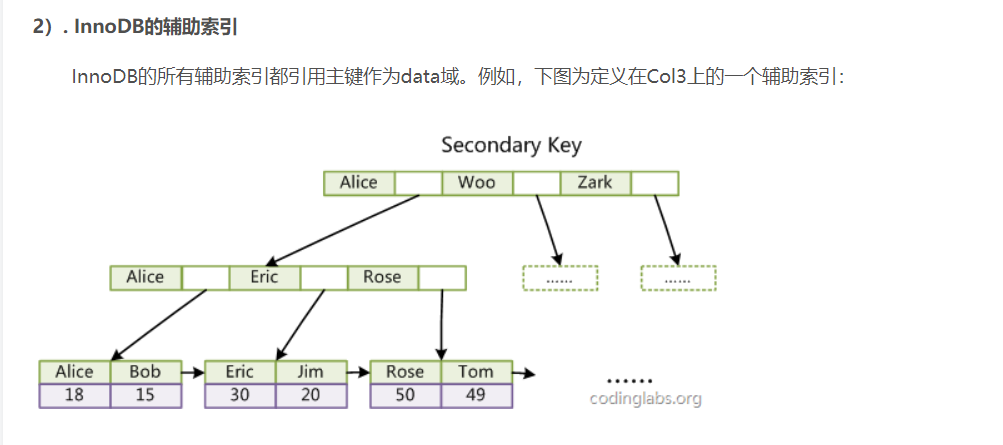 2）. InnoDB的辅助索引
InnoDB的所有辅助索引都引用主键作为data域。例如，下图为定义在Col3上的一个辅助索引：
Secondary Key
Alice Woo Zark
Alice Eric Rose ...... ......
Alice Bob Eric Jim Rose Tom
18 15 30 20 50 49
......
codinglabs.org